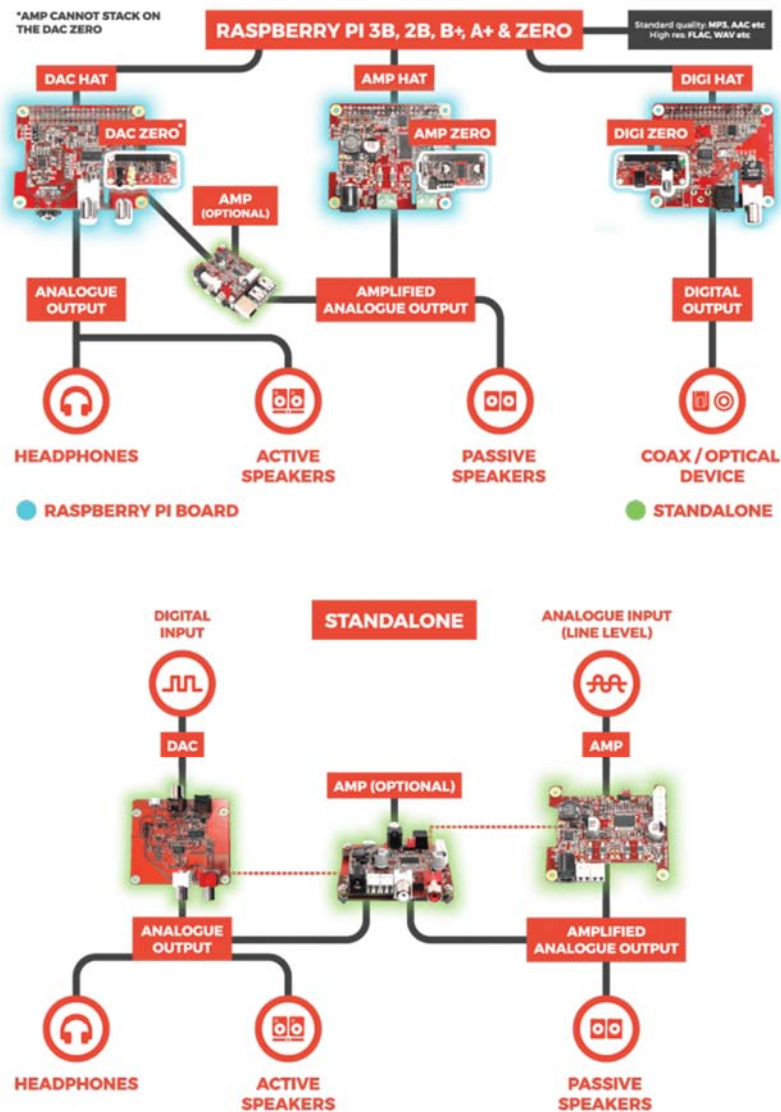 *AMP CANNOT STACK ON
THE DAC ZERO
RASPBERRY PI 3B, 2B, B+, A+ & ZERO
Standard quality: MP3, AAC etc
High res: FLAC, WAV etc
DAC HAT
AMP HAT
DIGI HAT
DAC ZERO*
AMP ZERO
DIGI ZERO
AMP
(OPTIONAL)
ANALOGUE
OUTPUT
AMPLIFIED
ANALOGUE OUTPUT
DIGITAL
OUTPUT
HEADPHONES
ACTIVE
SPEAKERS
PASSIVE
SPEAKERS
COAX / OPTICAL
DEVICE
RASPBERRY PI BOARD
STANDALONE
DIGITAL
INPUT
STANDALONE
ANALOGUE INPUT
(LINE LEVEL)
DAC
AMP
AMP (OPTIONAL)
ANALOGUE
OUTPUT
AMPLIFIED
ANALOGUE OUTPUT
HEADPHONES
ACTIVE
SPEAKERS
PASSIVE
SPEAKERS